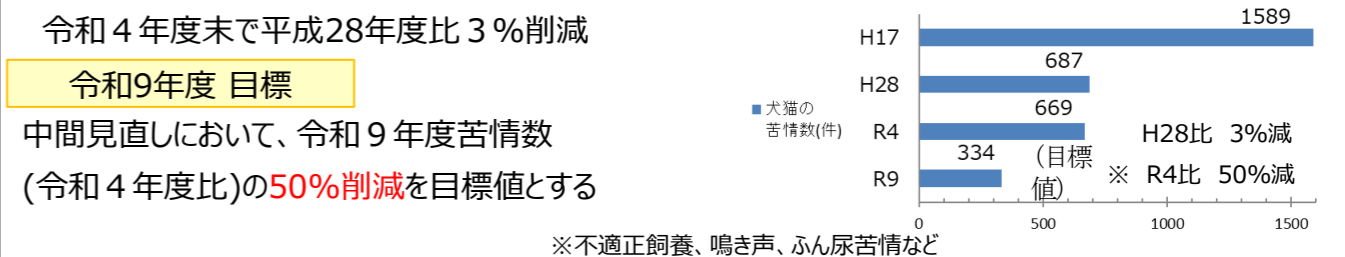 令和４年度末で平成28年度比３％削減
令和9年度 目標
中間見直しにおいて、令和９年度苦情数
(令和４年度比)の50％削減を目標値とする
■ 犬猫の
苦情数(件)
H17 1589
H28 687
R4 669
H28比 3%減
R9 334
(目標
値)
※ R4比 50%減
0 500 1000 1500
※不適正飼養、鳴き声、ふん尿苦情など